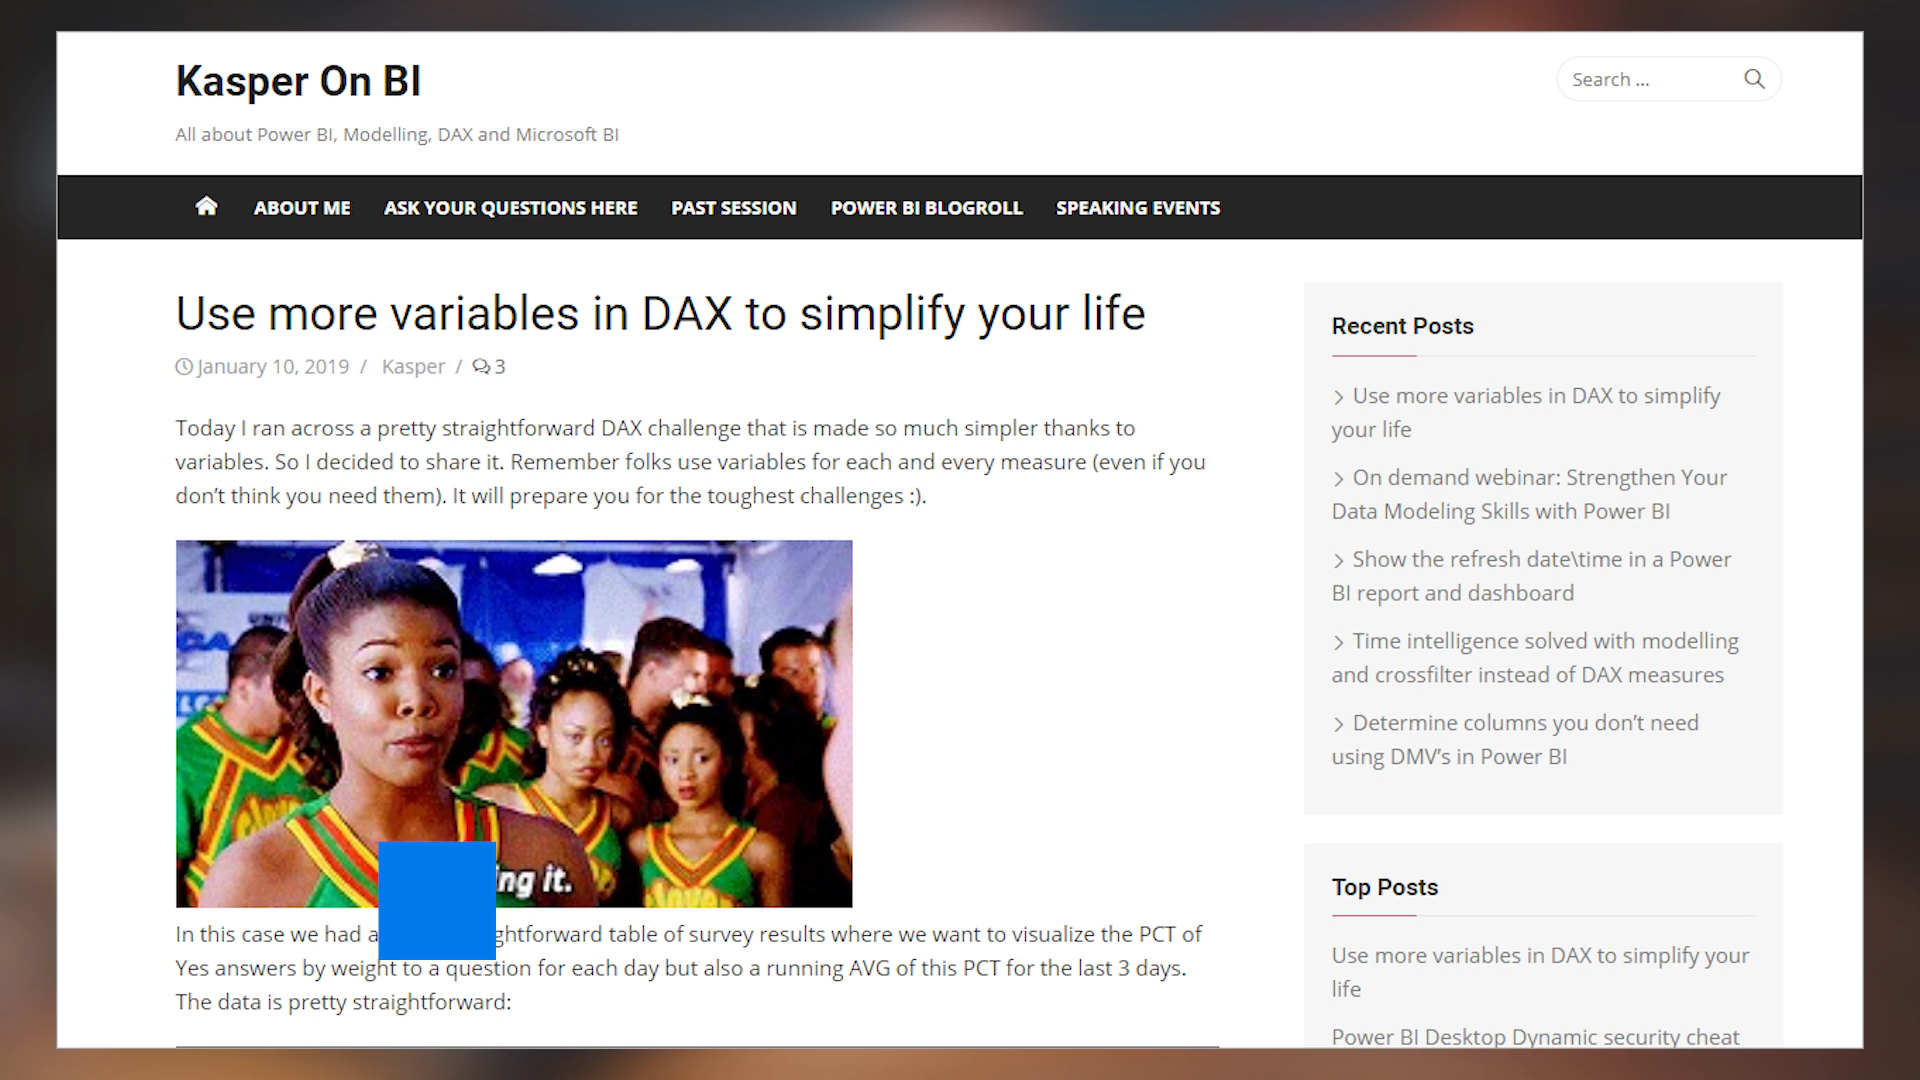 Kasper On BI
Search ...
All about Power BI, Modelling, DAX and Microsoft BI
ABOUT ME ASK YOUR QUESTIONS HERE PAST SESSION POWER BI BLOGROLL SPEAKING EVENTS
Use more variables in DAX to simplify your life
January 10, 2019 / Kasper / 3
Today I ran across a pretty straightforward DAX challenge that is made so much simpler thanks to
variables. So I decided to share it. Remember folks use variables for each and every measure (even if you
don’t think you need them). It will prepare you for the toughest challenges :).
it.
In this case we had a table of survey results where we want to visualize the PCT of
Yes answers by weight to a question for each day but also a running AVG of this PCT for the last 3 days.
The data is pretty straightforward:
Recent Posts
Use more variables in DAX to simplify
your life
On demand webinar: Strengthen Your
Data Modeling Skills with Power BI
Show the refresh date\time in a Power
BI report and dashboard
Time intelligence solved with modelling
and crossfilter instead of DAX measures
Determine columns you don’t need
using DMV’s in Power BI
Top Posts
Use more variables in DAX to simplify your
life
Power BI Desktop Dynamic security cheat